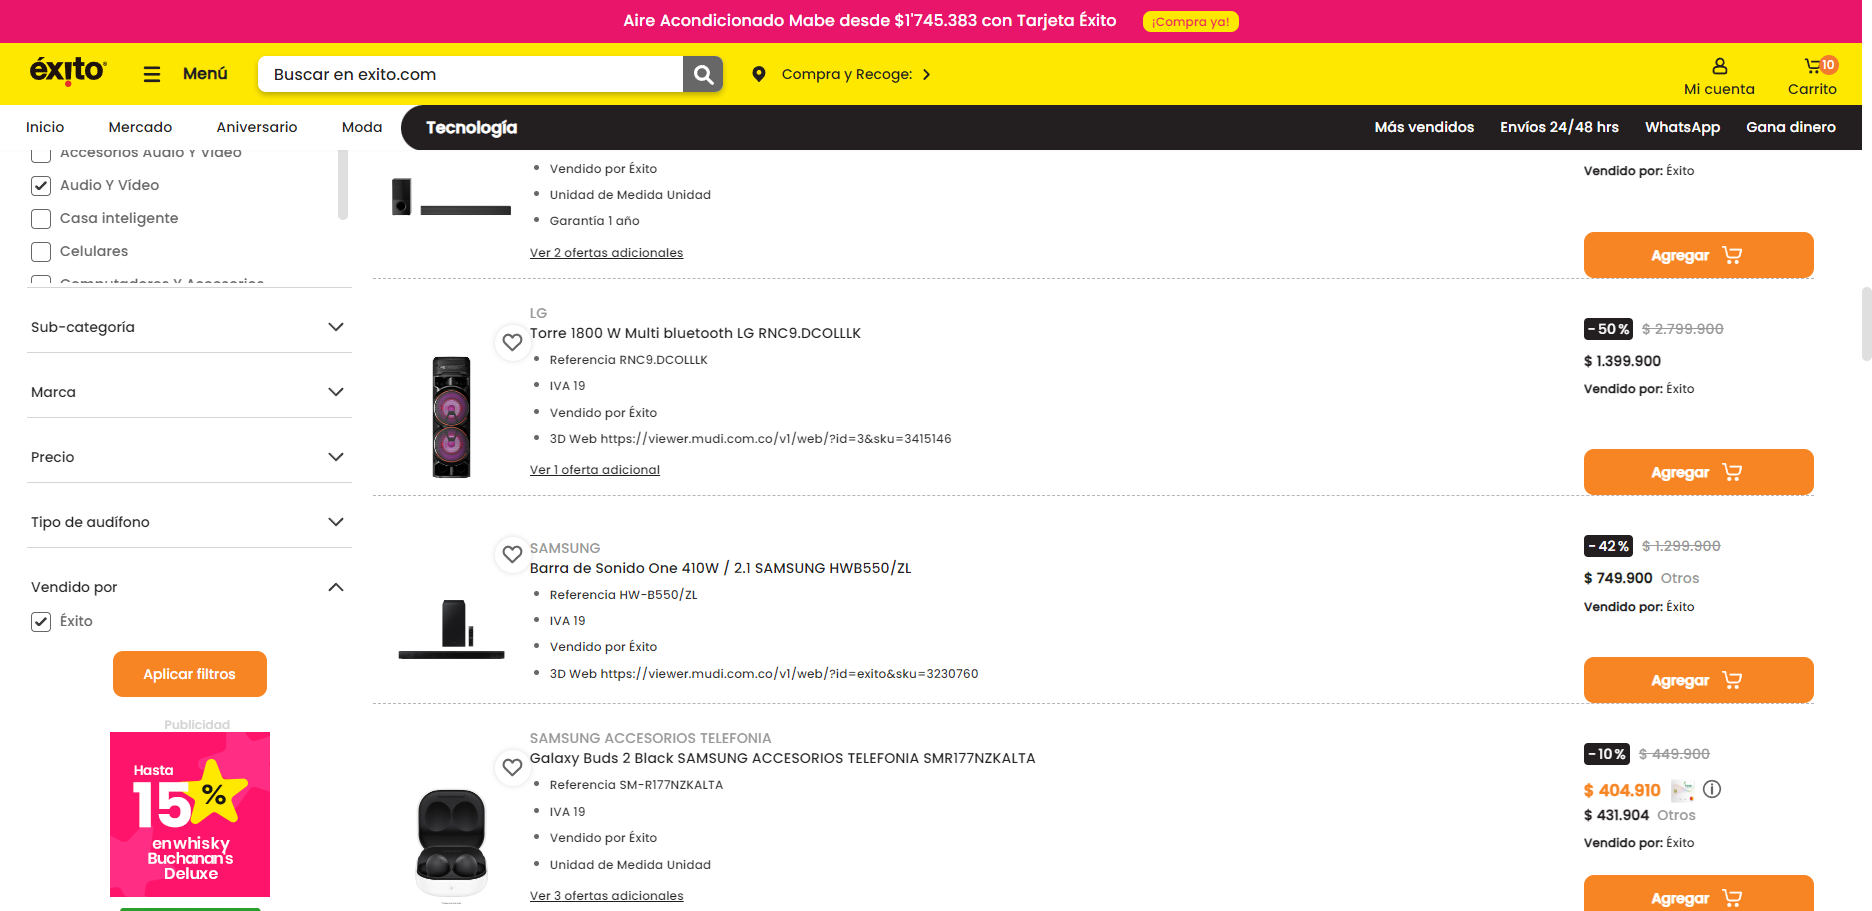 Aire Acondicionado Mabe desde $1'745.383 con Tarjeta Éxito ¡Compra ya!
éxito
Menú
Buscar en exito.com
Compra y Recoge:
Mi cuenta
10
Carrito
Inicio
Mercado
Aniversario
Moda
Tecnología
Más vendidos
Envíos 24/48 hrs
WhatsApp
Gana dinero
Accesorios Audio Y Video
Audio Y Vídeo
Casa inteligente
Celulares
Computadores Y Accesorios
Sub-categoría
Marca
Precio
Tipo de audífono
Vendido por
Éxito
Aplicar filtros
Publicidad
Hasta
15%
en whisky
Buchanan's
Deluxe
Vendido por Éxito
Unidad de Medida Unidad
Garantía 1 año
Ver 2 ofertas adicionales
Vendido por: Éxito
Agregar
LG
Torre 1800 W Multi bluetooth LG RNC9.DCOLLLK
Referencia RNC9.DCOLLLK
IVA 19
Vendido por Éxito
3D Web https://viewer.mudi.com.co/v1/web/?id=3&sku=3415146
Ver 1 oferta adicional
-50% $ 2.799.900
$ 1.399.900
Vendido por: Éxito
Agregar
SAMSUNG
Barra de Sonido One 410W / 2.1 SAMSUNG HWB550/ZL
Referencia HW-B550/ZL
IVA 19
Vendido por Éxito
3D Web https://viewer.mudi.com.co/v1/web/?id=exito&sku=3230760
-42% $ 1.299.900
$ 749.900 Otros
Vendido por: Éxito
Agregar
SAMSUNG ACCESORIOS TELEFONIA
Galaxy Buds 2 Black SAMSUNG ACCESORIOS TELEFONIA SMR177NZKALTA
Referencia SM-R177NZKALTA
IVA 19
Vendido por Éxito
Unidad de Medida Unidad
Ver 3 ofertas adicionales
-10% $ 449.900
$ 404.910
$ 431.904 Otros
Vendido por: Éxito
Agregar